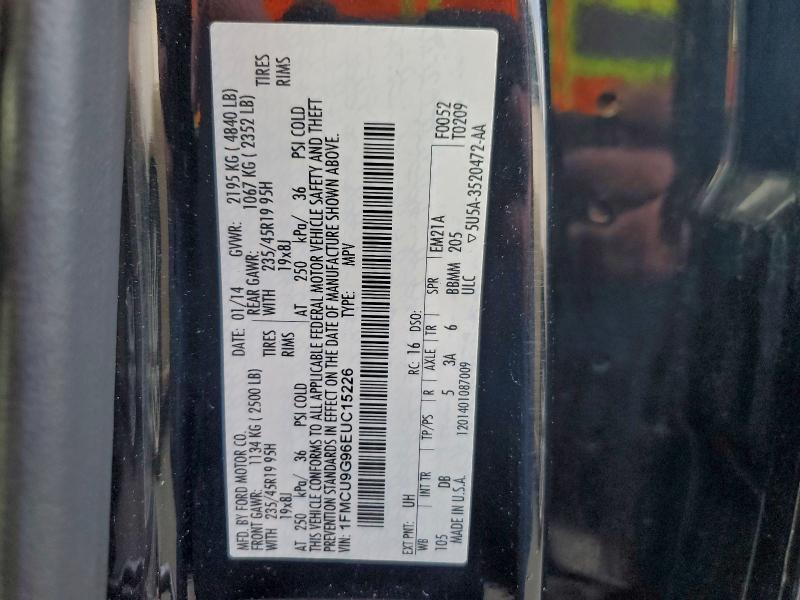 MFD. BY FORD MOTOR CO.
DATE: 01/14 GVWR: 2195 KG ( 4840 LB)
FRONT GAWR: 1134 KG ( 2500 LB) REAR GAWR: 1067 KG ( 2352 LB)
WITH 235/45R19 95H TIRES WITH 235/45R19 95H TIRES
19x8J RIMS 19x8J RIMS
AT 250 kPa/ 36 PSI COLD AT 250 kPa/ 36 PSI COLD
THIS VEHICLE CONFORMS TO ALL APPLICABLE FEDERAL MOTOR VEHICLE SAFETY AND THEFT
PREVENTION STANDARDS IN EFFECT ON THE DATE OF MANUFACTURE SHOWN ABOVE.
VIN: 1FMCU9G96EUC15226 TYPE: MPV
EXT PNT: UH RC: 16 DSO: F0052
WB INT TR TP/PS R AXLE TR SPR EM21A T0209
105 DB 5 3A 6 BBMM 205
MADE IN U.S.A. 1201401087009 ULC ▽5U5A-3520472-AA